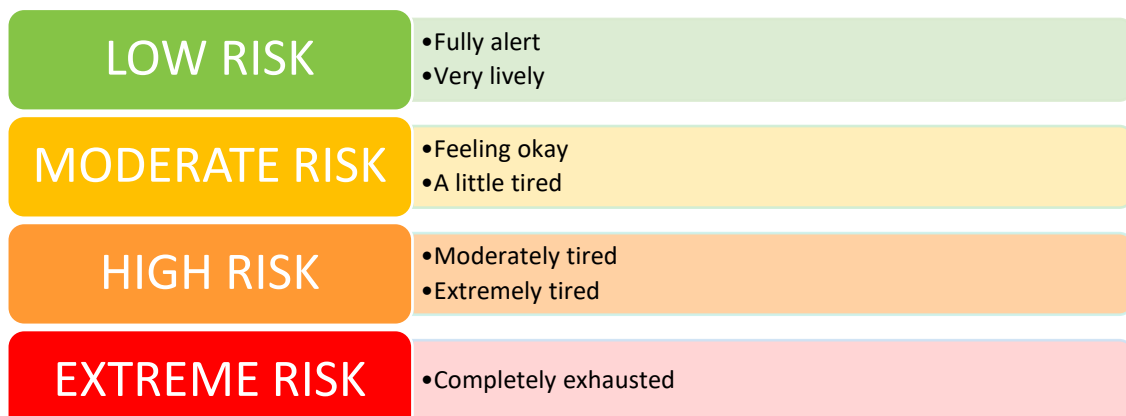 LOW RISK
•Fully alert
•Very lively
MODERATE RISK
•Feeling okay
•A little tired
HIGH RISK
•Moderately tired
•Extremely tired
EXTREME RISK
•Completely exhausted